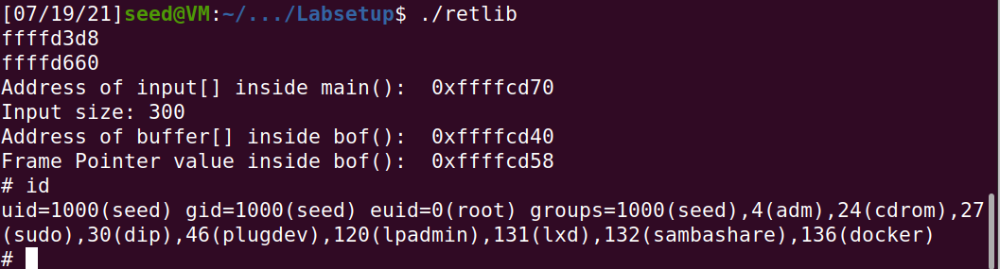 [07/19/21]seed@VM:~/.../Labsetup$ ./retlib
ffffd3d8
ffffd660
Address of input[] inside main():  0xffffcd70
Input size: 300
Address of buffer[] inside bof():  0xffffcd40
Frame Pointer value inside bof():  0xffffcd58
# id
uid=1000(seed) gid=1000(seed) euid=0(root) groups=1000(seed),4(adm),24(cdrom),27
(sudo),30(dip),46(plugdev),120(lpadmin),131(lxd),132(sambashare),136(docker)
#